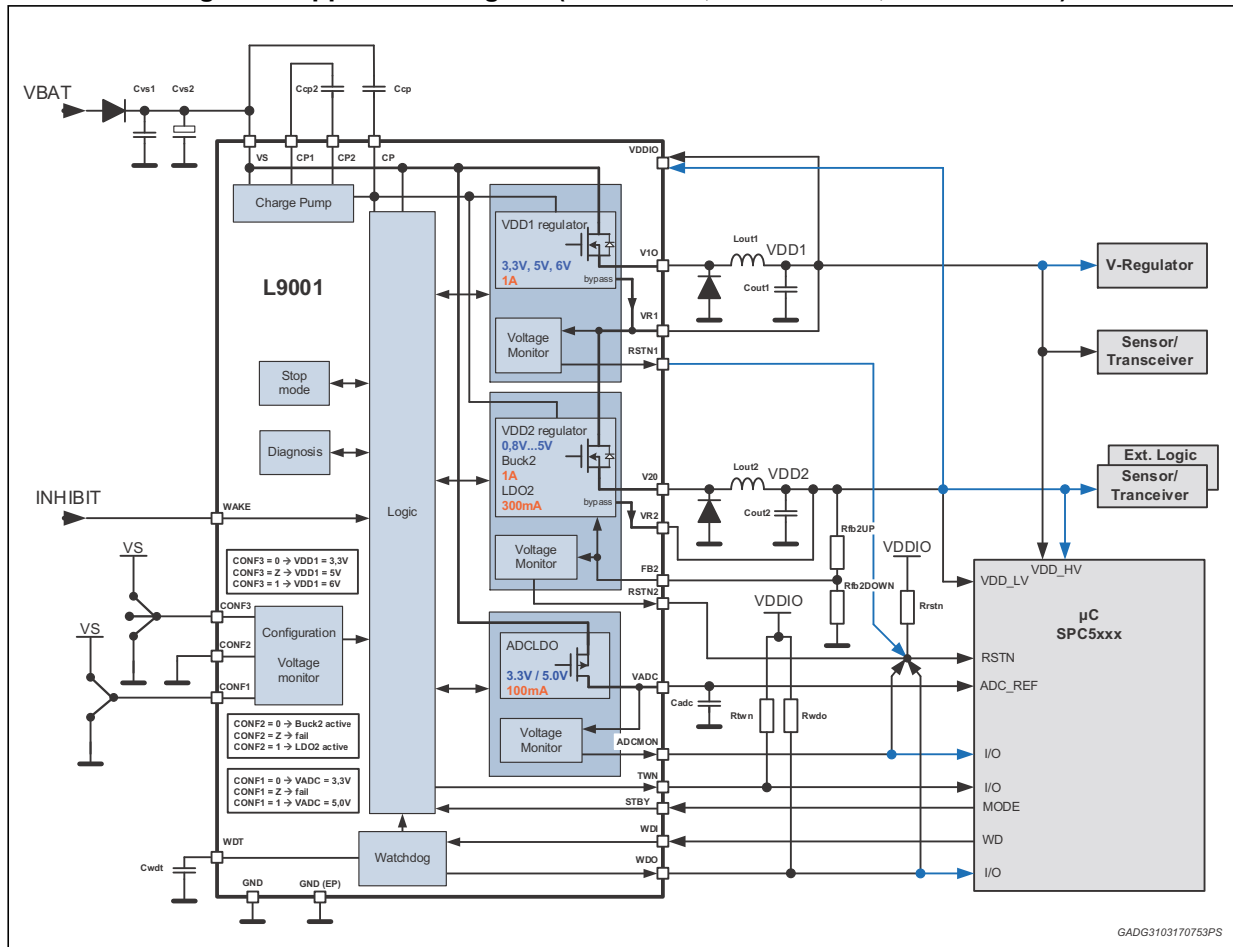 VBAT
Cvs1
Cvs2
Ccp2
Ccp
VS
CP1
CP2
CP
VDDIO
Charge Pump
VDD1 regulator
3,3V, 5V, 6V
1A
bypass
V1O
Lout1
VDD1
Cout1
V-Regulator
L9001
VR1
Voltage
Monitor
RSTN1
Sensor/
Transceiver
Stop
mode
Diagnosis
VDD2 regulator
0,8V...5V
Buck2
1A
LDO2
300mA
bypass
V20
Lout2
VDD2
Cout2
Ext. Logic
Sensor/
Tranceiver
INHIBIT
WAKE
Logic
VR2
Rfb2UP
VS
CONF3 = 0 → VDD1 = 3,3V
CONF3 = Z → VDD1 = 5V
CONF3 = 1 → VDD1 = 6V
Voltage
Monitor
FB2
RSTN2
Rfb2DOWN
VDDIO
Rrstn
VDD_HV
VDD_LV
µC
SPC5xxx
CONF3
VS
CONF2
CONF1
Configuration
Voltage
monitor
VDDIO
RSTN
ADCLDO
3.3V / 5.0V
100mA
VADC
Cadc
Rtwn
Rwdo
ADC_REF
CONF2 = 0 → Buck2 active
CONF2 = Z → fail
CONF2 = 1 → LDO2 active
Voltage
Monitor
ADCMON
I/O
CONF1 = 0 → VADC = 3,3V
CONF1 = Z → fail
CONF1 = 1 → VADC = 5,0V
TWN
I/O
STBY
MODE
WDT
Cwdt
Watchdog
WDI
WD
WDO
I/O
GND
GND (EP)
GADG3103170753PS